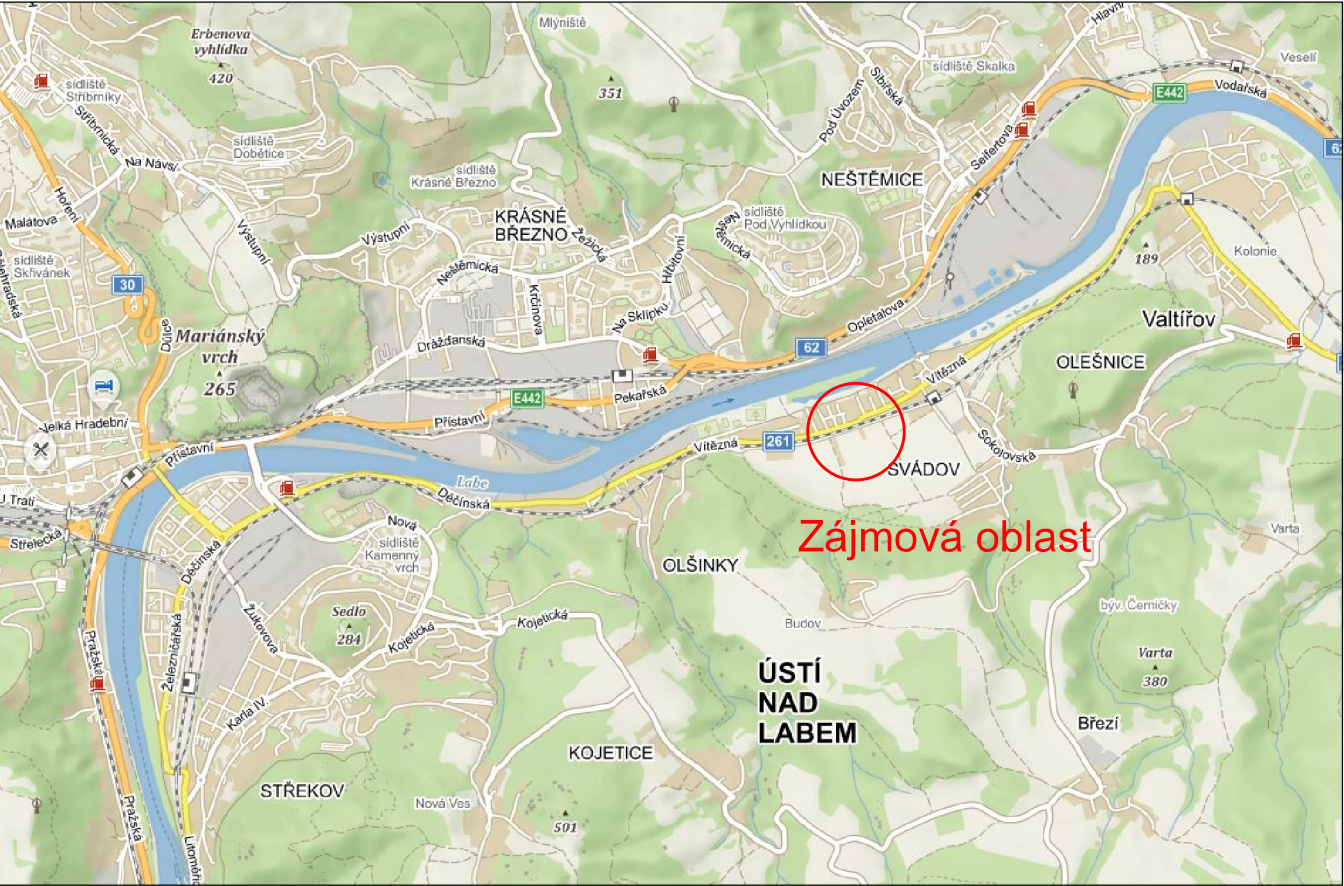 Erbenova
vyhlídka
420
Mlýniště
351
Hlavní
sídliště Skalka
Veselí
sídliště
Stříbrníky
Stříbrnická
Sibiřská
Pod Úvozem
E442
Vodařská
62
Seifertova
sídliště
Dobětice
Na Návsi
sídliště
Krásné Březno
NEŠTĚMICE
Hoření
Malátova
Výstupní
Výstupní
KRÁSNÉ
BŘEZNO
Žežická
Neštěmická
sídliště
Pod Vyhlídkou
Hřbitovní
Kolonie
189
sídliště
Skřivánek
Bělehradská
30
Neštěmická
Krčínova
Na Sklípku
Opletalova
Valtířov
Důlce
Mariánský
vrch
265
Drážďanská
62
OLEŠNICE
Vítězná
Velká Hradební
E442
Pekařská
Přístavní
Přístavní
Vítězná
261
Sokolovská
SVÁDOV
Labe
Děčínská
U Trati
Střelecká
Nová
sídliště
Kamenný
vrch
Zájmová oblast
Varta
Děčínská
OLŠINKY
Sedlo
284
Žukovova
Kojetická
Kojetická
Budov
býv. Černičky
Pražská
Železničářská
Varta
380
ÚSTÍ
NAD
LABEM
Karla IV.
Březí
KOJETICE
STŘEKOV
Nová Ves
501
Pražská